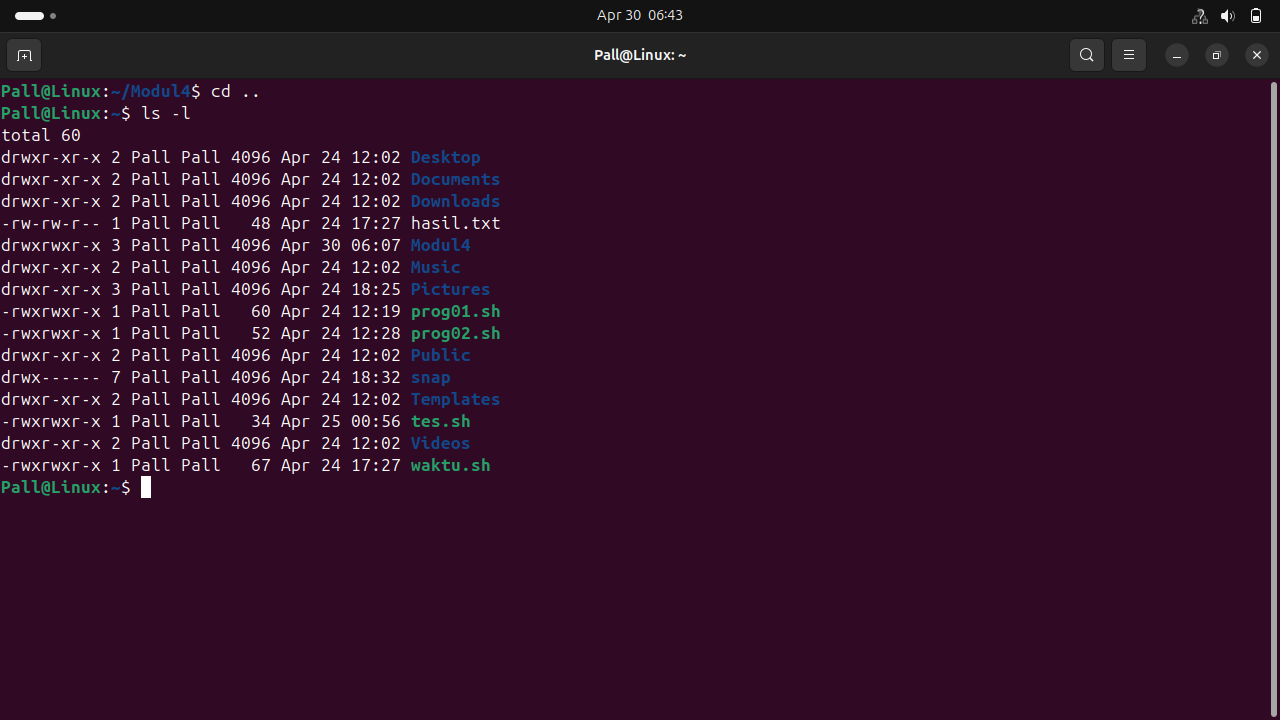 Apr 30  06:43
Pall@Linux: ~
Pall@Linux:~/Modul4$ cd ..
Pall@Linux:~$ ls -l
total 60
drwxr-xr-x 2 Pall Pall 4096 Apr 24 12:02 Desktop
drwxr-xr-x 2 Pall Pall 4096 Apr 24 12:02 Documents
drwxr-xr-x 2 Pall Pall 4096 Apr 24 12:02 Downloads
-rw-rw-r-- 1 Pall Pall   48 Apr 24 17:27 hasil.txt
drwxrwxr-x 3 Pall Pall 4096 Apr 30 06:07 Modul4
drwxr-xr-x 2 Pall Pall 4096 Apr 24 12:02 Music
drwxr-xr-x 3 Pall Pall 4096 Apr 24 18:25 Pictures
-rwxrwxr-x 1 Pall Pall   60 Apr 24 12:19 prog01.sh
-rwxrwxr-x 1 Pall Pall   52 Apr 24 12:28 prog02.sh
drwxr-xr-x 2 Pall Pall 4096 Apr 24 12:02 Public
drwx------ 7 Pall Pall 4096 Apr 24 18:32 snap
drwxr-xr-x 2 Pall Pall 4096 Apr 24 12:02 Templates
-rwxrwxr-x 1 Pall Pall   34 Apr 25 00:56 tes.sh
drwxr-xr-x 2 Pall Pall 4096 Apr 24 12:02 Videos
-rwxrwxr-x 1 Pall Pall   67 Apr 24 17:27 waktu.sh
Pall@Linux:~$